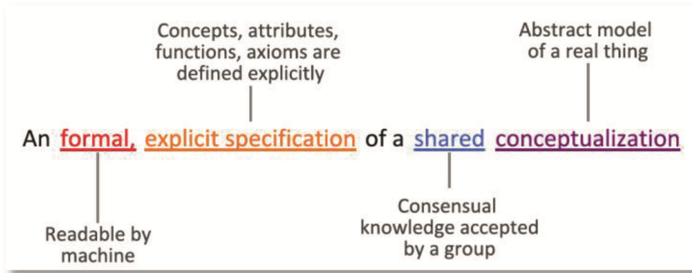 Concepts, attributes,
functions, axioms are
defined explicitly
Abstract model
of a real thing
An formal, explicit specification of a shared conceptualization
Readable by
machine
Consensual
knowledge accepted
by a group